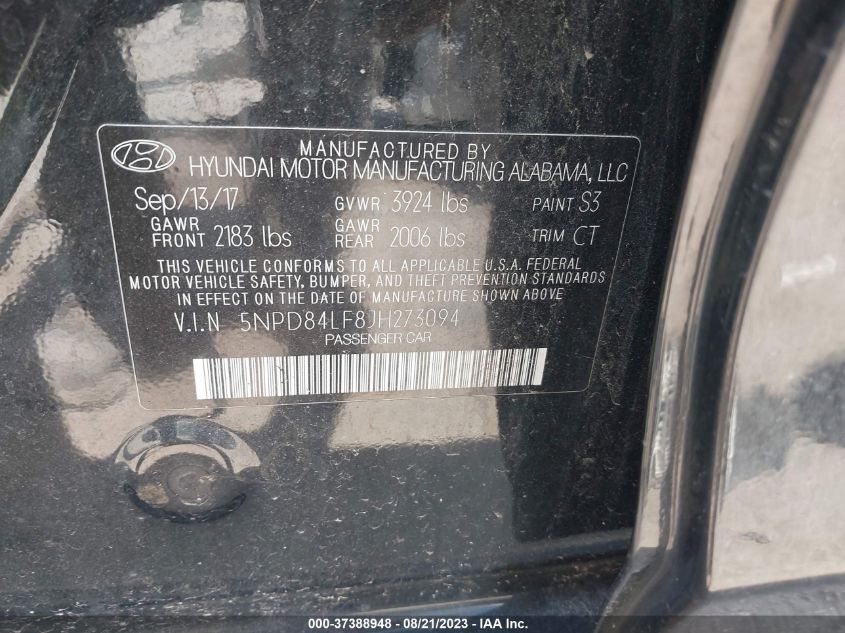 MANUFACTURED BY
HYUNDAI MOTOR MANUFACTURING ALABAMA, LLC
Sep/13/17 GVWR 3924 lbs PAINT S3
GAWR FRONT 2183 lbs GAWR REAR 2006 lbs TRIM CT
THIS VEHICLE CONFORMS TO ALL APPLICABLE U.S.A. FEDERAL
MOTOR VEHICLE SAFETY, BUMPER, AND THEFT PREVENTION STANDARDS
IN EFFECT ON THE DATE OF MANUFACTURE SHOWN ABOVE
V.I.N 5NPD84LF8JH273094
PASSENGER CAR
000-37388948 - 08/21/2023 - IAA Inc.